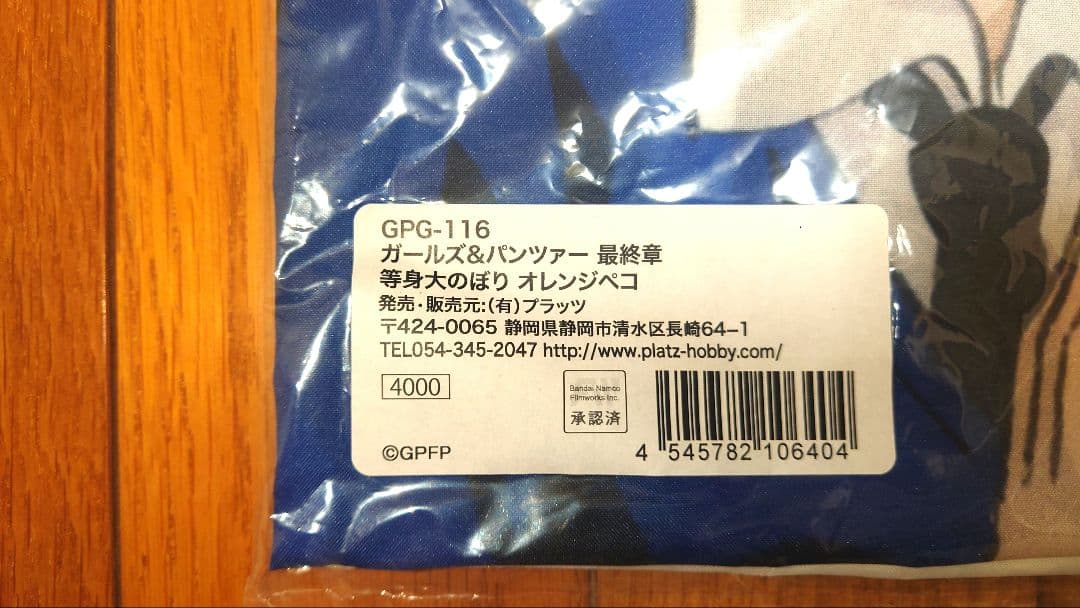 GPG-116
ガールズ&パンツァー 最終章
等身大のぼり オレンジペコ
発売・販売元:(有)プラッツ
〒424-0065 静岡県静岡市清水区長崎64-1
TEL054-345-2047 http://www.platz-hobby.com/
4000
Bandai Namco
Filmworks Inc.
承認済
©GPFP
4 545782 106404